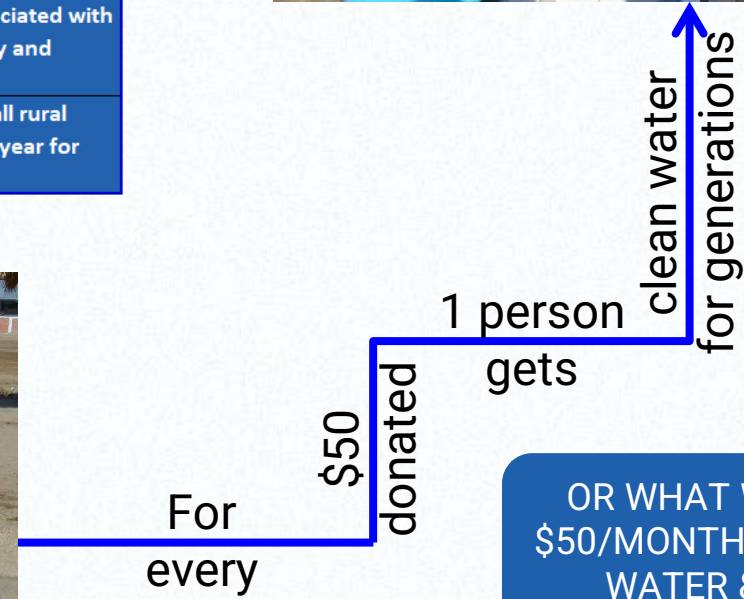 ciated with
y and
all rural
year for
For
every
$50
donated
1 person
gets
clean water
for generations
OR WHAT
$50/MONTH
WATER &